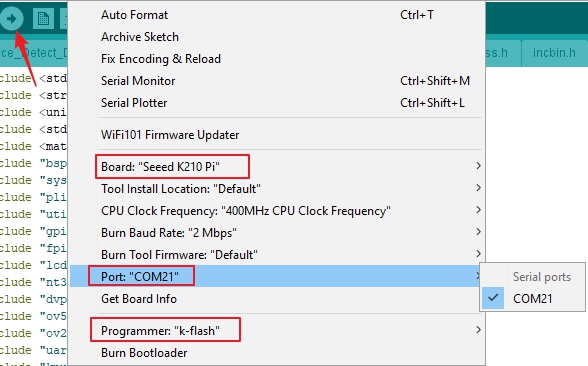 Auto Format Ctrl+T
Archive Sketch
Fix Encoding & Reload
Serial Monitor Ctrl+Shift+M
Serial Plotter Ctrl+Shift+L
WiFi101 Firmware Updater
Board: "Seeed K210 Pi"
Tool Install Location: "Default"
CPU Clock Frequency: "400MHz CPU Clock Frequency"
Burn Baud Rate: "2 Mbps"
Burn Tool Firmware: "Default"
Port: "COM21"
Serial ports
COM21
Get Board Info
Programmer: "k-flash"
Burn Bootloader
ce_Detect_D
ss.h
incbin.h
clude <std
clude <str
clude <uni
clude <std
clude <mat
clude "bsp
clude "sys
clude "pli
clude "uti
clude "gpi
clude "fpi
clude "lcd
clude "nt3
clude "dvp
clude "ov5
clude "ov2
clude "uar